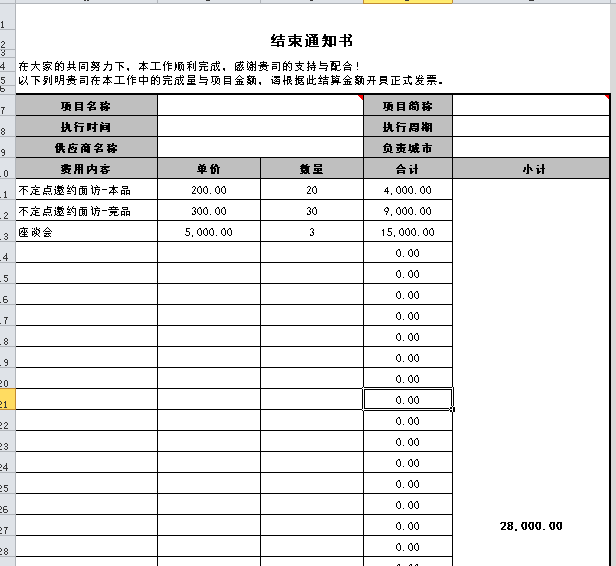 结束通知书
在大家的共同努力下，本工作顺利完成，感谢贵司的支持与配合！
以下列明贵司在本工作中的完成量与项目金额，请根据此结算金额开具正式发票。
项目名称 项目简称
执行时间 执行周期
供应商名称 负责城市
费用内容 单价 数量 合计 小计
不定点邀约面访-本品 200.00 20 4,000.00
不定点邀约面访-竞品 300.00 30 9,000.00
座谈会 5,000.00 3 15,000.00
0.00
0.00
0.00
0.00
0.00
0.00
0.00
0.00
0.00
0.00
0.00
0.00
0.00
0.00 28,000.00
0.00